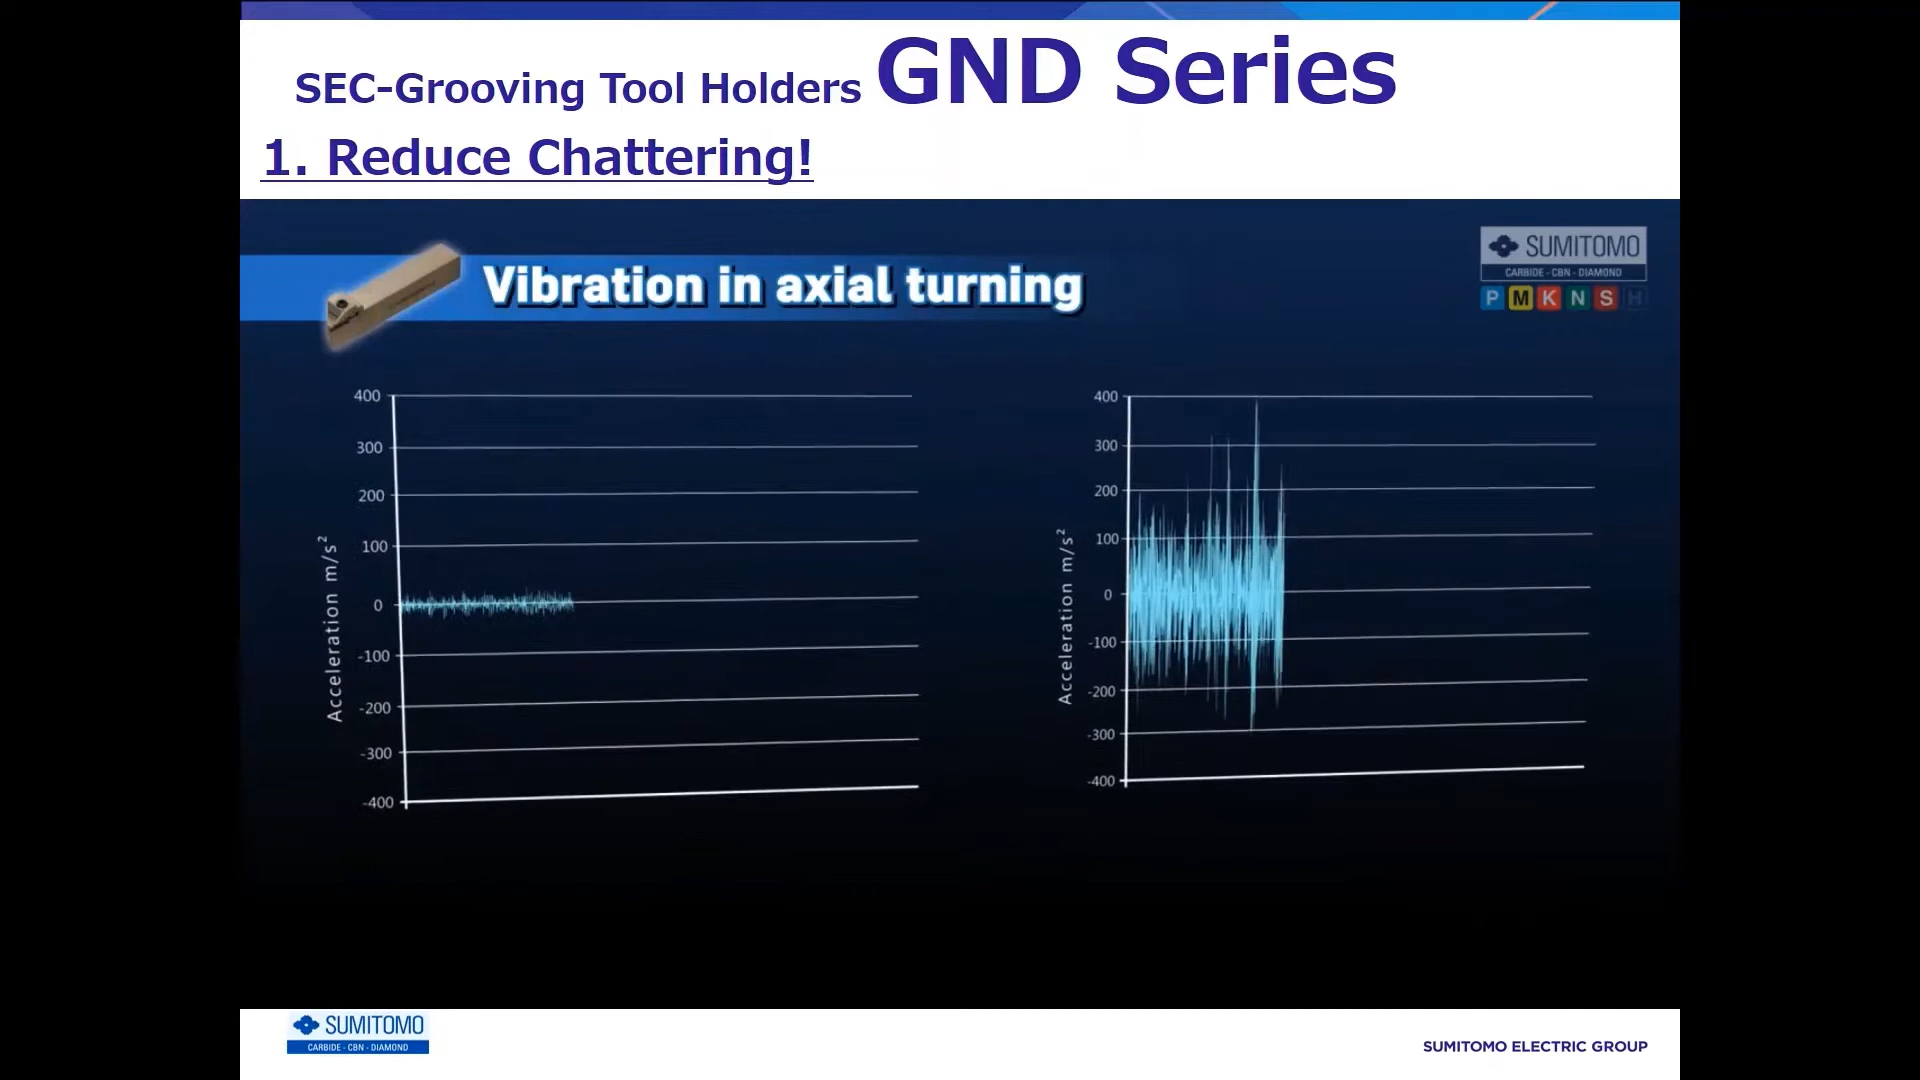 SEC-Grooving Tool Holders GND Series
1. Reduce Chattering!
Vibration in axial turning
SUMITOMO
CARBIDE - CBN - DIAMOND
P M K N S H
Acceleration m/s²
400
300
200
100
0
-100
-200
-300
-400
Acceleration m/s²
400
300
200
100
0
-100
-200
-300
-400
SUMITOMO
CARBIDE - CBN - DIAMOND
SUMITOMO ELECTRIC GROUP